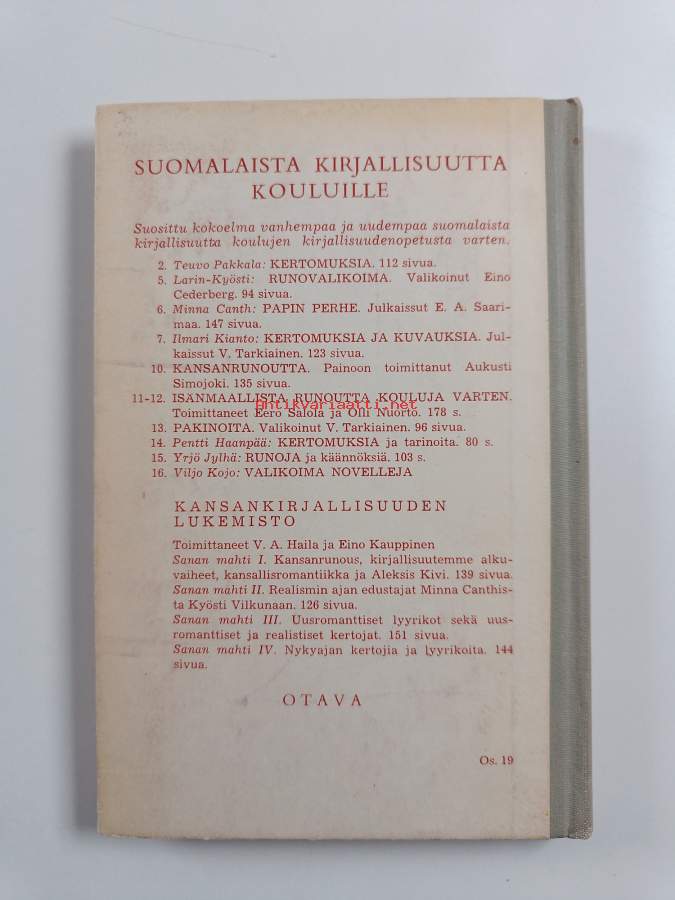 SUOMALAISTA KIRJALLISUUTTA
KOULUILLE
Suosittu kokoelma vanhempaa ja uudempaa suomalaista
kirjallisuutta koulujen kirjallisuudenopetusta varten.
2. Teuvo Pakkala: KERTOMUKSIA. 112 sivua.
5. Larin-Kyösti: RUNOVALIKOIMA. Valikoinut Eino
Cederberg. 94 sivua.
6. Minna Canth: PAPIN PERHE. Julkaissut E. A. Saari-
maa. 147 sivua.
7. Ilmari Kianto: KERTOMUKSIA JA KUVAUKSIA. Jul-
kaissut V. Tarkiainen. 123 sivua.
10. KANSANRUNOUTTA. Painoon toimittanut Aukusti
Simojoki. 135 sivua.
11-12. ISÄNMAALLISTA RUNOUTTA KOULUJA VARTEN.
Antikvariaatti.net
Toimittaneet Eero Salola ja Olli Nuorto. 178 s.
13. PAKINOITA. Valikoinut V. Tarkiainen. 96 sivua.
14. Pentti Haanpää: KERTOMUKSIA ja tarinoita. 80 s.
15. Yrjö Jylhä: RUNOJA ja käännöksiä. 103 s.
16. Viljo Kojo: VALIKOIMA NOVELLEJA
KANSANKIRJALLISUUDEN
LUKEMISTO
Toimittaneet V. A. Haila ja Eino Kauppinen
Sanan mahti I. Kansanrunous, kirjallisuutemme alku-
vaiheet, kansallisromantiikka ja Aleksis Kivi. 139 sivua.
Sanan mahti II. Realismin ajan edustajat Minna Canthis-
ta Kyösti Vilkunaan. 126 sivua.
Sanan mahti III. Uusromanttiset lyyrikot sekä uus-
romanttiset ja realistiset kertojat. 151 sivua.
Sanan mahti IV. Nykyajan kertojia ja lyyrikoita. 144
sivua.
OTAVA
Os. 19